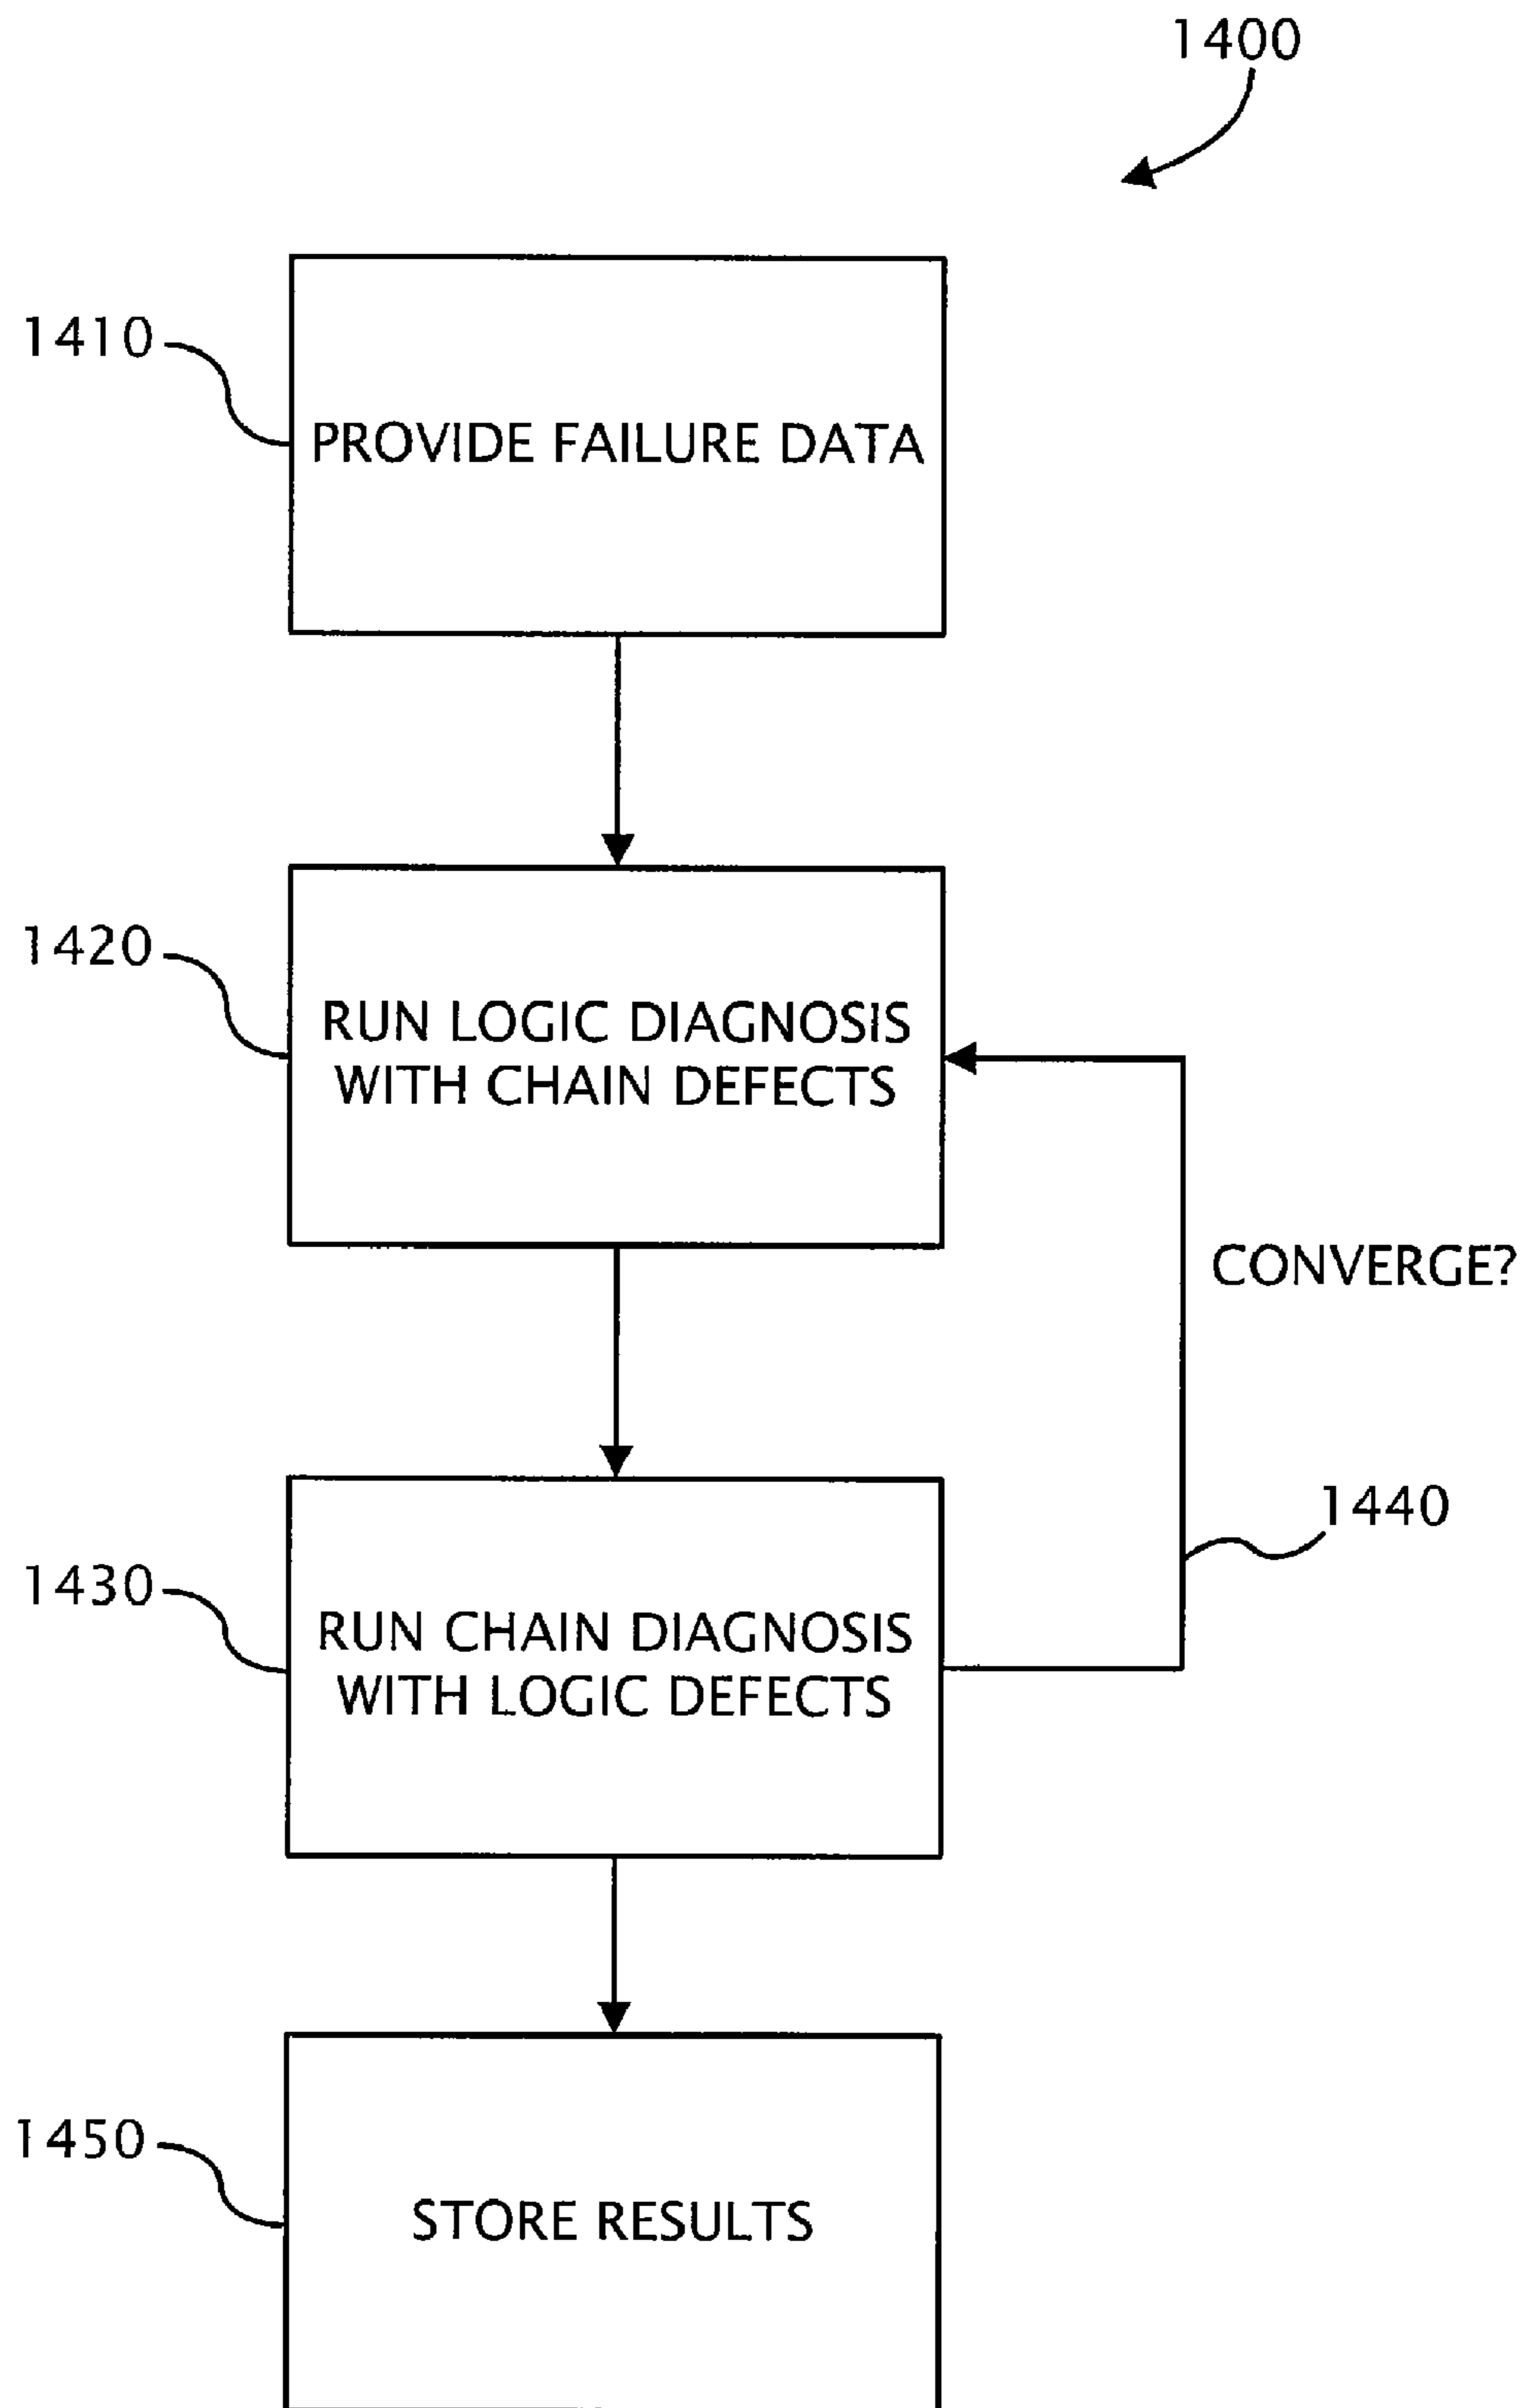 1400
1410
PROVIDE FAILURE DATA
1420
RUN LOGIC DIAGNOSIS
WITH CHAIN DEFECTS
CONVERGE?
1440
1430
RUN CHAIN DIAGNOSIS
WITH LOGIC DEFECTS
1450
STORE RESULTS